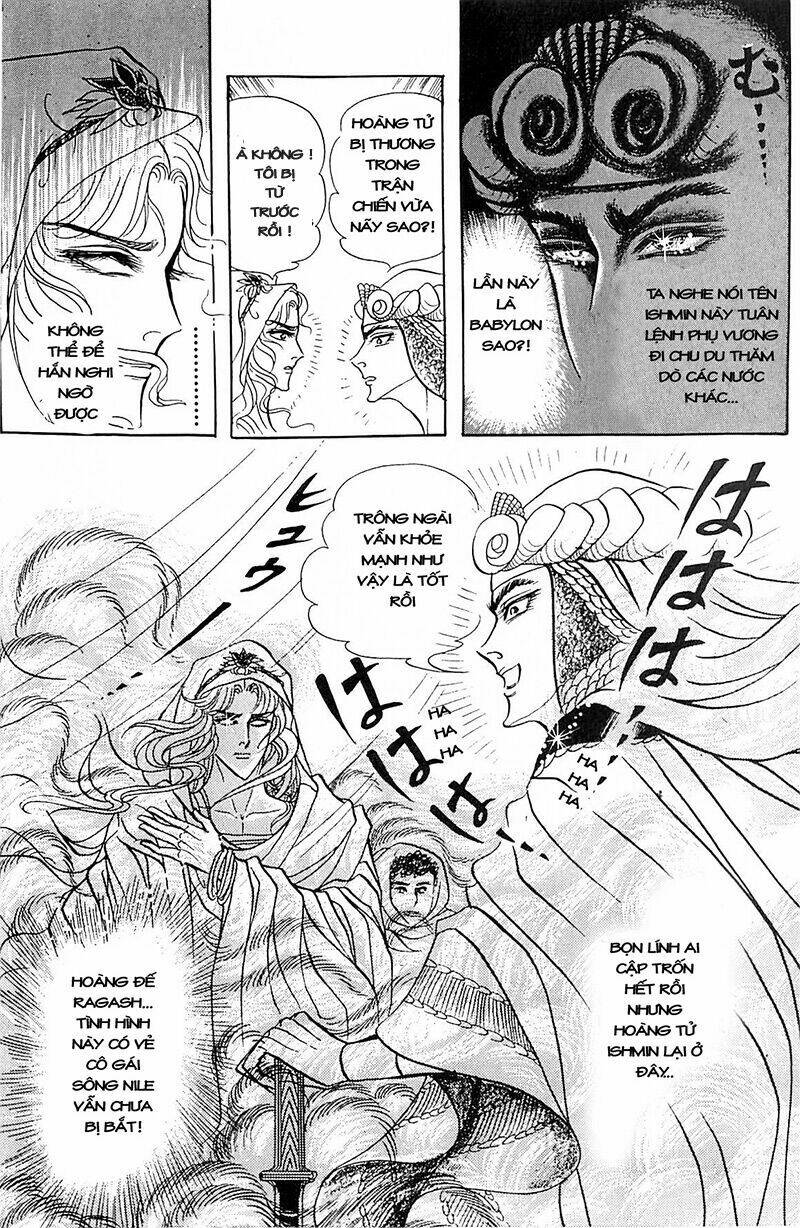 む…
TA NGHE NÓI TÊN
ISHMIN NÀY TUÂN
LỆNH PHỤ VƯƠNG
ĐI CHU DU THĂM
DÒ CÁC NƯỚC
KHÁC...
LẦN NÀY
LÀ
BABYLON
SAO?!
HOÀNG TỬ
BỊ THƯƠNG
TRONG
TRẬN
CHIẾN VỪA
NÃY SAO?!
À KHÔNG !
TÔI BỊ
TỪ
TRƯỚC
RỒI !
KHÔNG
THỂ ĐỂ
HẮN NGHI
NGỜ
ĐƯỢC
はははは…
TRÔNG NGÀI
VẪN KHỎE
MẠNH NHƯ
VẬY LÀ TỐT
RỒI
ヒュウー…
ははは…
HA
HA
HA
HA
HA
HA
BỌN LÍNH AI
CẬP TRỐN
HẾT RỒI
NHƯNG
HOÀNG TỬ
ISHMIN LẠI Ở
ĐÂY...
HOÀNG ĐẾ
RAGASH...
TÌNH HÌNH
NÀY CÓ VẺ
CÔ GÁI
SÔNG NILE
VẪN CHƯA
BỊ BẮT!